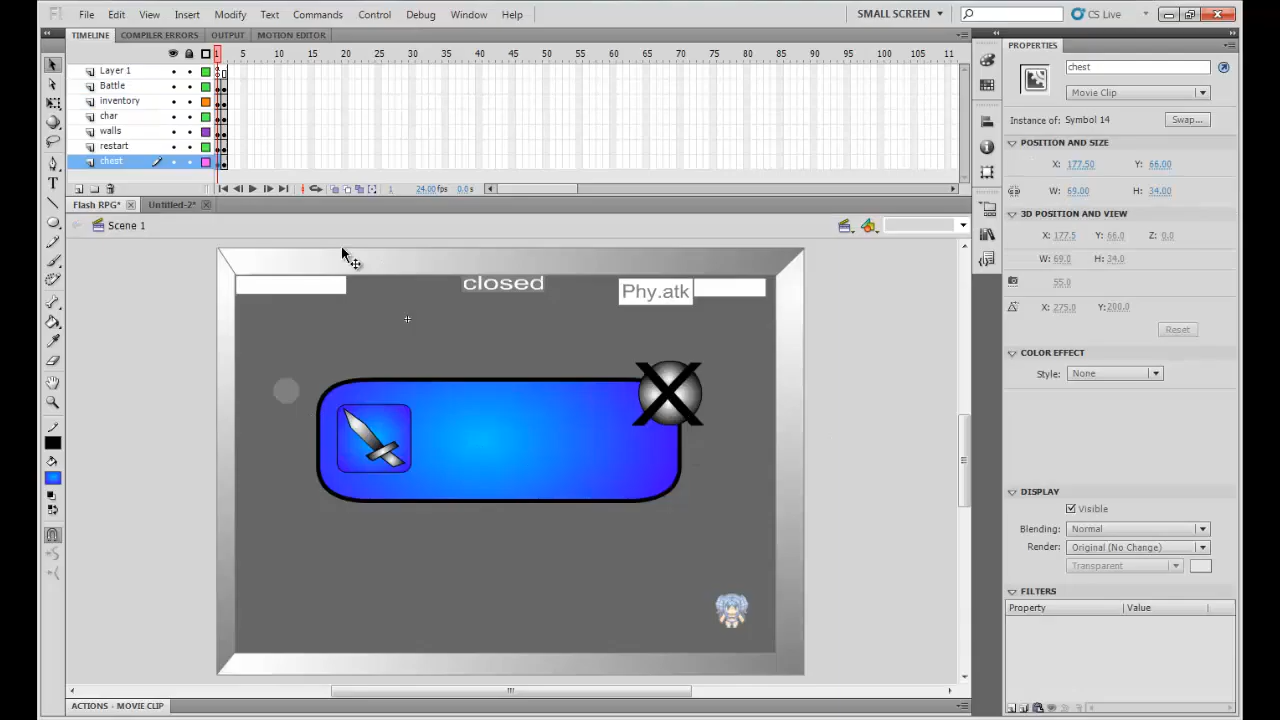 Fl File Edit View Insert Modify Text Commands Control Debug Window Help SMALL SCREEN CS Live
TIMELINE COMPILER ERRORS OUTPUT MOTION EDITOR
1 5 10 15 20 25 30 35 40 45 50 55 60 65 70 75 80 85 90 95 100 105 11
Layer 1
Battle
inventory
char
walls
restart
chest
1 24.00fps 0.0s
Flash RPG* Untitled-2*
Scene 1
closed
Phy.atk
X
ACTIONS - MOVIE CLIP
PROPERTIES
chest
Movie Clip
Instance of: Symbol 14 Swap...
POSITION AND SIZE
X: 177.50 Y: 66.00
W: 69.00 H: 34.00
3D POSITION AND VIEW
X: 177.5 Y: 66.0 Z: 0.0
W: 69.0 H: 34.0
55.0
X: 275.0 Y: 200.0
Reset
COLOR EFFECT
Style: None
DISPLAY
Visible
Blending: Normal
Render: Original (No Change)
Transparent
FILTERS
Property Value